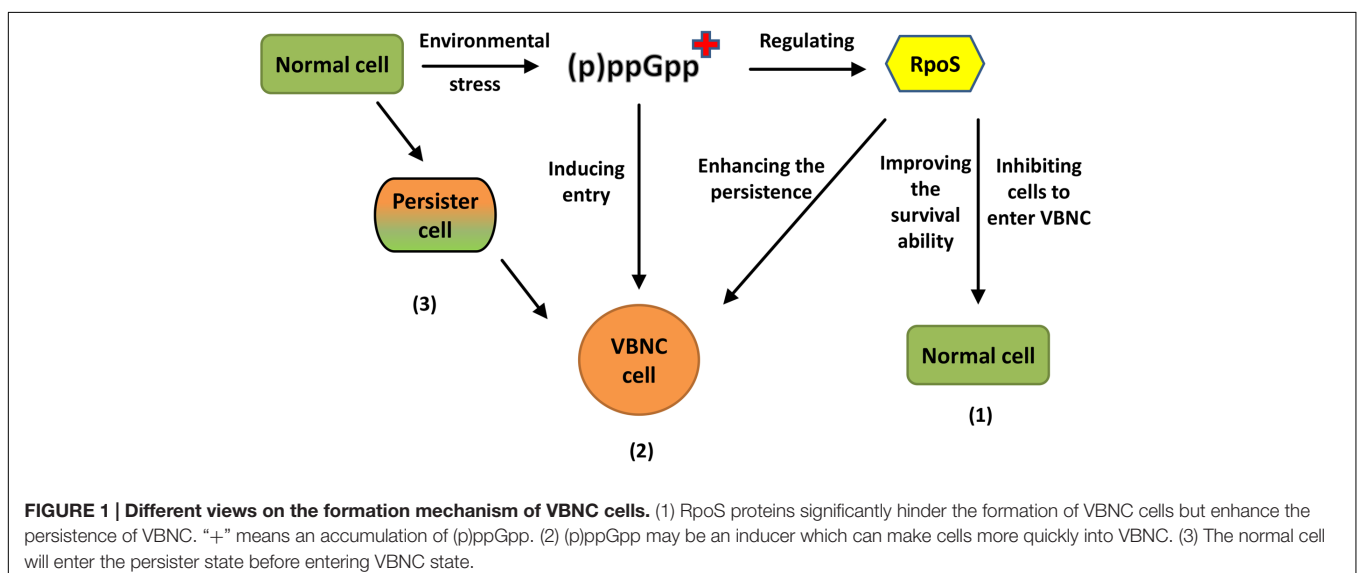 Normal cell
Environmental
stress
(p)ppGpp+
Regulating
RpoS
Persister
cell
(3)
Inducing
entry
Enhancing the
persistence
Improving
the
survival
ability
Inhibiting
cells to
enter VBNC
VBNC
cell
(2)
Normal cell
(1)
FIGURE 1 | Different views on the formation mechanism of VBNC cells. (1) RpoS proteins significantly hinder the formation of VBNC cells but enhance the
persistence of VBNC. “+” means an accumulation of (p)ppGpp. (2) (p)ppGpp may be an inducer which can make cells more quickly into VBNC. (3) The normal cell
will enter the persister state before entering VBNC state.